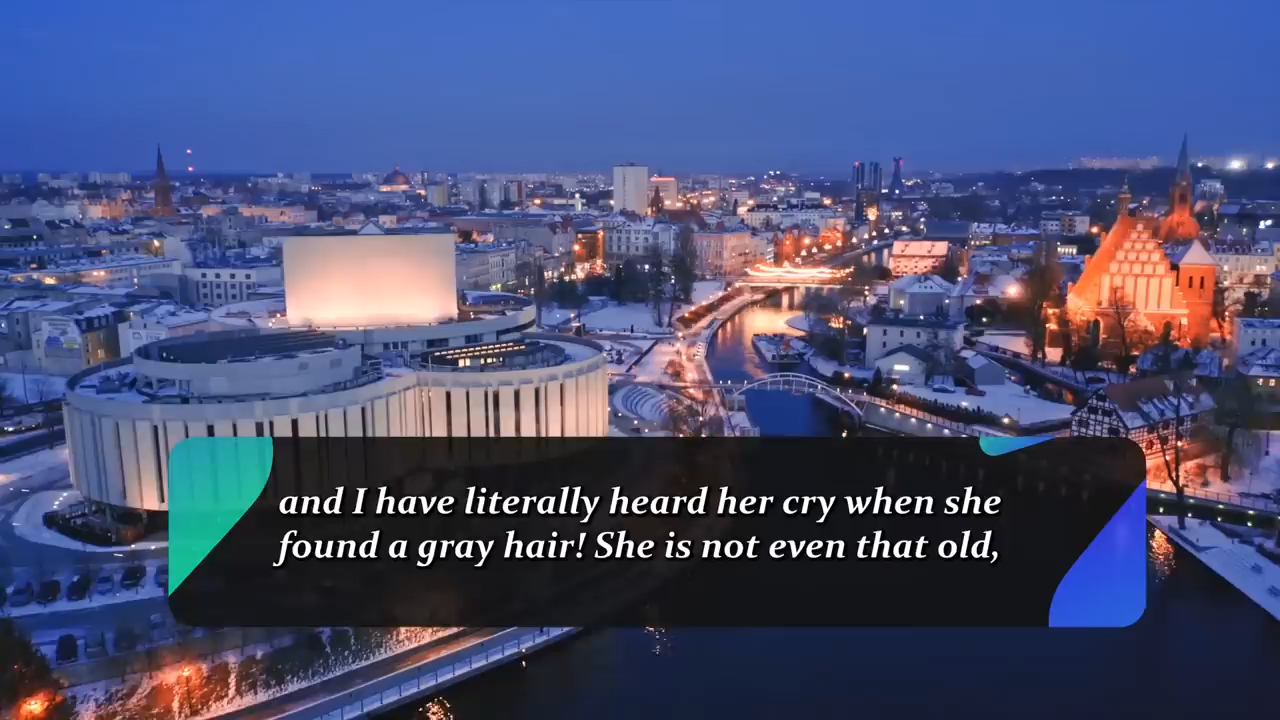 and I have literally heard her cry when she
found a gray hair! She is not even that old,